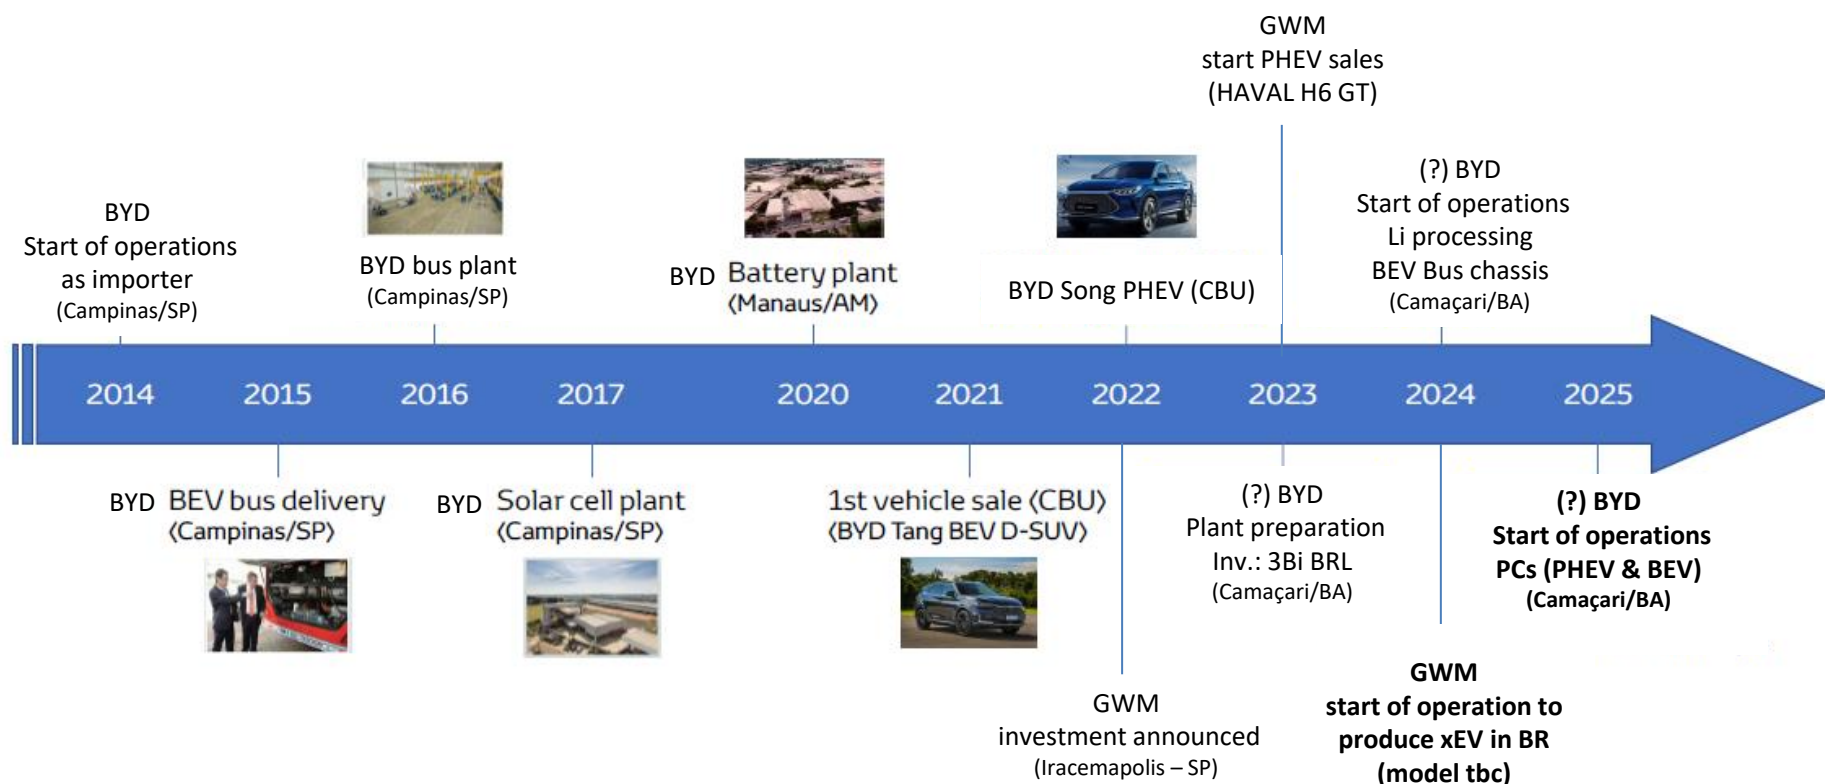 GWM
start PHEV sales
(HAVAL H6 GT)
BYD
Start of operations
as importer
(Campinas/SP)
BYD bus plant
(Campinas/SP)
BYD Battery plant
(Manaus/AM)
BYD Song PHEV (CBU)
(?) BYD
Start of operations
Li processing
BEV Bus chassis
(Camaçari/BA)
2014 2015 2016 2017 2020 2021 2022 2023 2024 2025
BYD BEV bus delivery
(Campinas/SP)
BYD Solar cell plant
(Campinas/SP)
1st vehicle sale (CBU)
(BYD Tang BEV D-SUV)
(?) BYD
Plant preparation
Inv.: 3Bi BRL
(Camaçari/BA)
(?) BYD
Start of operations
PCs (PHEV & BEV)
(Camaçari/BA)
GWM
investment announced
(Iracemapolis – SP)
GWM
start of operation to
produce xEV in BR
(model tbc)